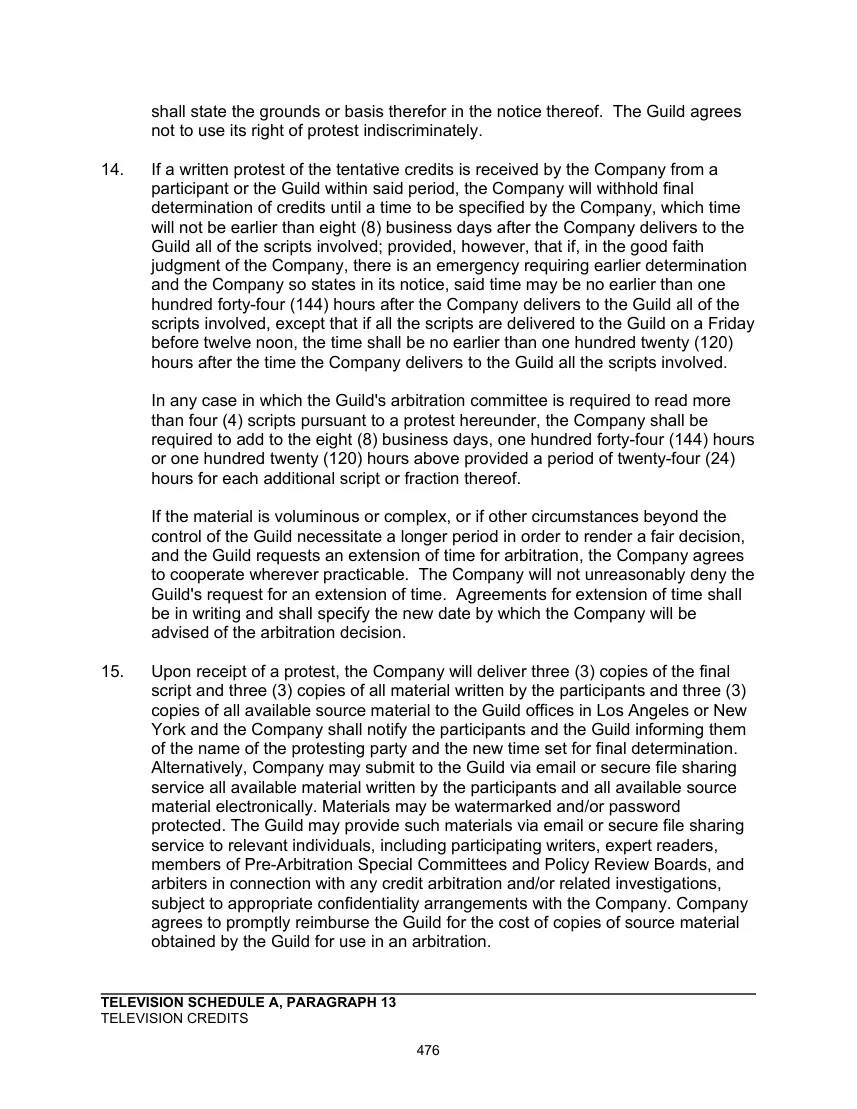 shall state the grounds or basis therefor in the notice thereof.  The Guild agrees
not to use its right of protest indiscriminately.
14. If a written protest of the tentative credits is received by the Company from a
participant or the Guild within said period, the Company will withhold final
determination of credits until a time to be specified by the Company, which time
will not be earlier than eight (8) business days after the Company delivers to the
Guild all of the scripts involved; provided, however, that if, in the good faith
judgment of the Company, there is an emergency requiring earlier determination
and the Company so states in its notice, said time may be no earlier than one
hundred forty-four (144) hours after the Company delivers to the Guild all of the
scripts involved, except that if all the scripts are delivered to the Guild on a Friday
before twelve noon, the time shall be no earlier than one hundred twenty (120)
hours after the time the Company delivers to the Guild all the scripts involved.
In any case in which the Guild's arbitration committee is required to read more
than four (4) scripts pursuant to a protest hereunder, the Company shall be
required to add to the eight (8) business days, one hundred forty-four (144) hours
or one hundred twenty (120) hours above provided a period of twenty-four (24)
hours for each additional script or fraction thereof.
If the material is voluminous or complex, or if other circumstances beyond the
control of the Guild necessitate a longer period in order to render a fair decision,
and the Guild requests an extension of time for arbitration, the Company agrees
to cooperate wherever practicable.  The Company will not unreasonably deny the
Guild's request for an extension of time.  Agreements for extension of time shall
be in writing and shall specify the new date by which the Company will be
advised of the arbitration decision.
15. Upon receipt of a protest, the Company will deliver three (3) copies of the final
script and three (3) copies of all material written by the participants and three (3)
copies of all available source material to the Guild offices in Los Angeles or New
York and the Company shall notify the participants and the Guild informing them
of the name of the protesting party and the new time set for final determination.
Alternatively, Company may submit to the Guild via email or secure file sharing
service all available material written by the participants and all available source
material electronically. Materials may be watermarked and/or password
protected. The Guild may provide such materials via email or secure file sharing
service to relevant individuals, including participating writers, expert readers,
members of Pre-Arbitration Special Committees and Policy Review Boards, and
arbiters in connection with any credit arbitration and/or related investigations,
subject to appropriate confidentiality arrangements with the Company. Company
agrees to promptly reimburse the Guild for the cost of copies of source material
obtained by the Guild for use in an arbitration.
TELEVISION SCHEDULE A, PARAGRAPH 13
TELEVISION CREDITS
476